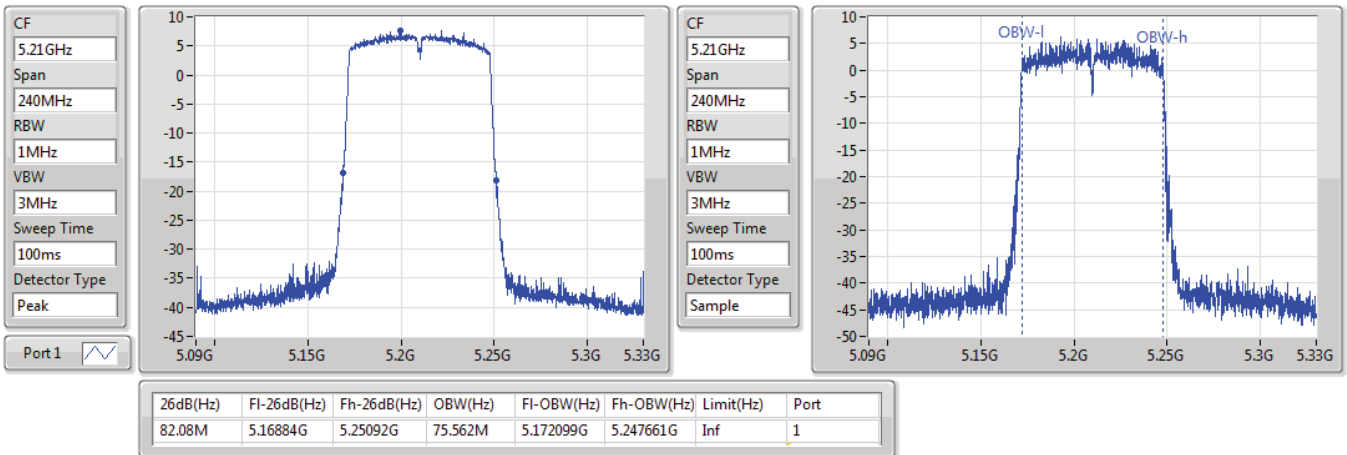 CF
5.21GHz
Span
240MHz
RBW
1MHz
VBW
3MHz
Sweep Time
100ms
Detector Type
Peak
Port 1
10
5
0
-5
-10
-15
-20
-25
-30
-35
-40
-45
5.09G 5.15G 5.2G 5.25G 5.3G 5.33G
CF
5.21GHz
Span
240MHz
RBW
1MHz
VBW
3MHz
Sweep Time
100ms
Detector Type
Sample
10
5
0
-5
-10
-15
-20
-25
-30
-35
-40
-45
-50
OBW-l OBW-h
5.09G 5.15G 5.2G 5.25G 5.3G 5.33G
26dB(Hz) Fl-26dB(Hz) Fh-26dB(Hz) OBW(Hz) Fl-OBW(Hz) Fh-OBW(Hz) Limit(Hz) Port
82.08M 5.16884G 5.25092G 75.562M 5.172099G 5.247661G Inf 1